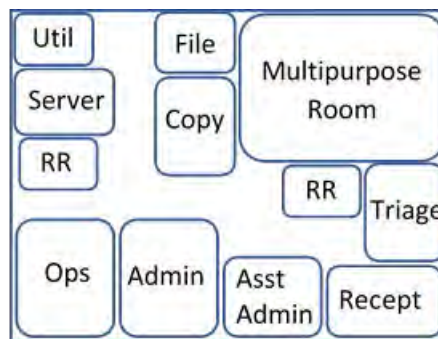 Util
File
Multipurpose
Room
Server
Copy
RR
RR
Triage
Ops
Admin
Asst
Admin
Recept